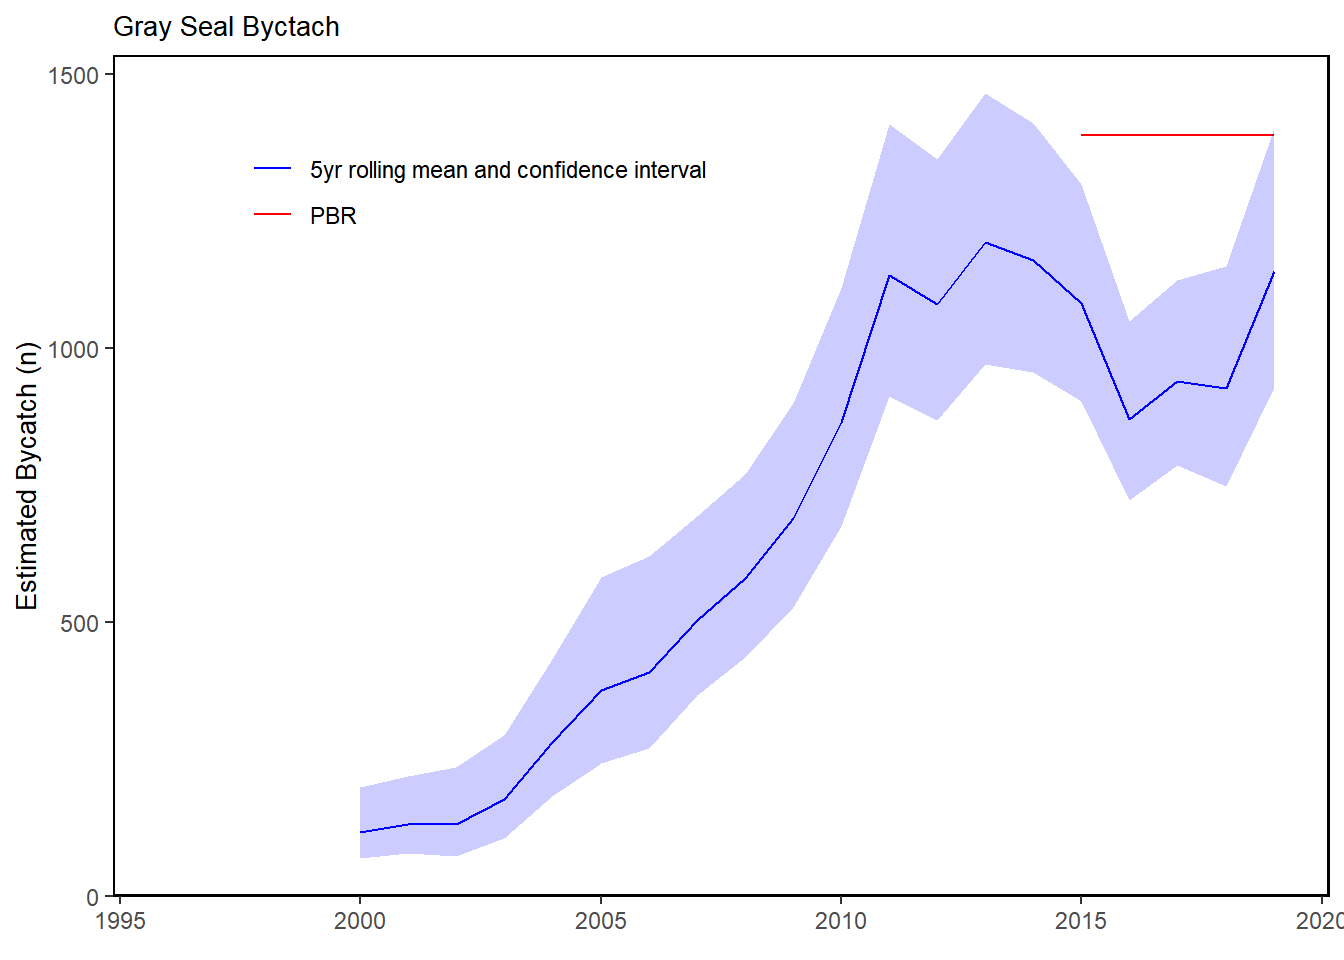 Gray Seal Byctach
1500
5yr rolling mean and confidence interval
PBR
Estimated Bycatch (n)
1000
500
0
1995 2000 2005 2010 2015 2020